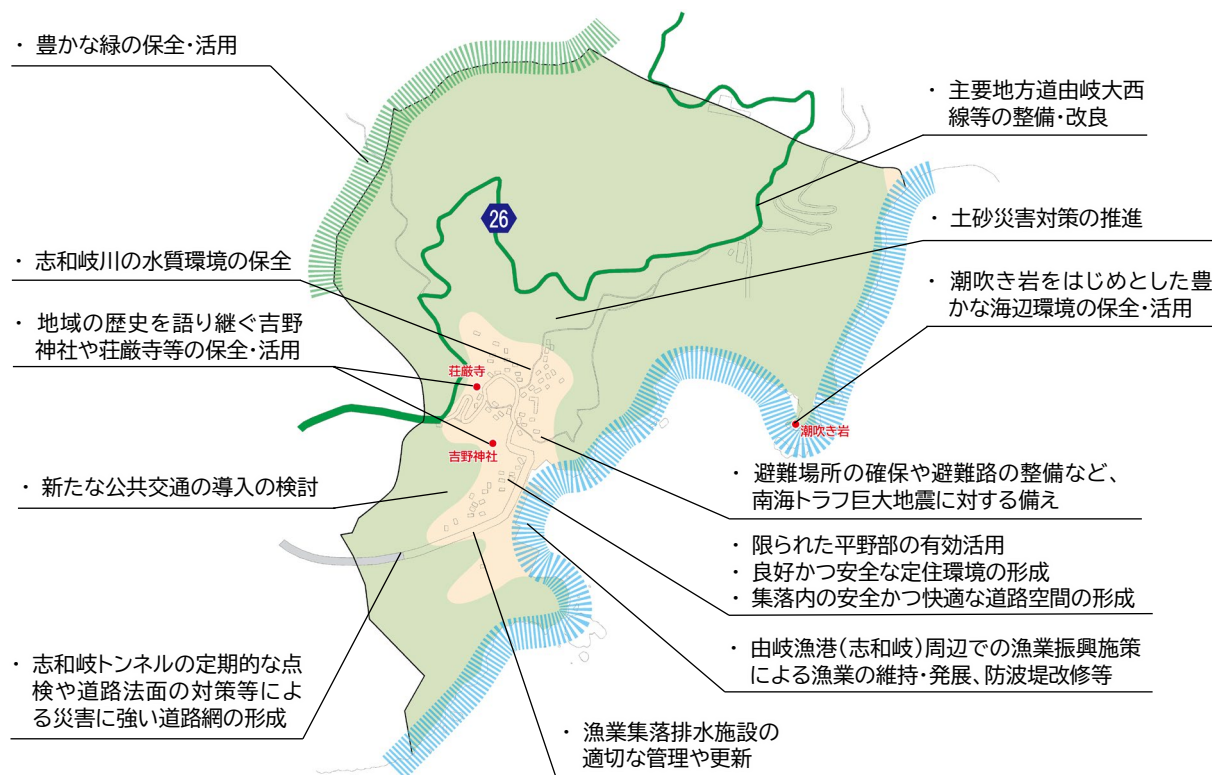 ・ 豊かな緑の保全・活用
・ 主要地方道由岐大西
線等の整備・改良
26
・ 土砂災害対策の推進
・ 志和岐川の水質環境の保全
・ 潮吹き岩をはじめとした豊
かな海辺環境の保全・活用
・ 地域の歴史を語り継ぐ吉野
神社や荘厳寺等の保全・活用
荘厳寺
潮吹き岩
吉野神社
・ 新たな公共交通の導入の検討
・ 避難場所の確保や避難路の整備など、
南海トラフ巨大地震に対する備え
・ 限られた平野部の有効活用
・ 良好かつ安全な定住環境の形成
・ 集落内の安全かつ快適な道路空間の形成
・ 由岐漁港(志和岐)周辺での漁業振興施策
による漁業の維持・発展、防波堤改修等
・ 志和岐トンネルの定期的な点
検や道路法面の対策等によ
る災害に強い道路網の形成
・ 漁業集落排水施設の
適切な管理や更新